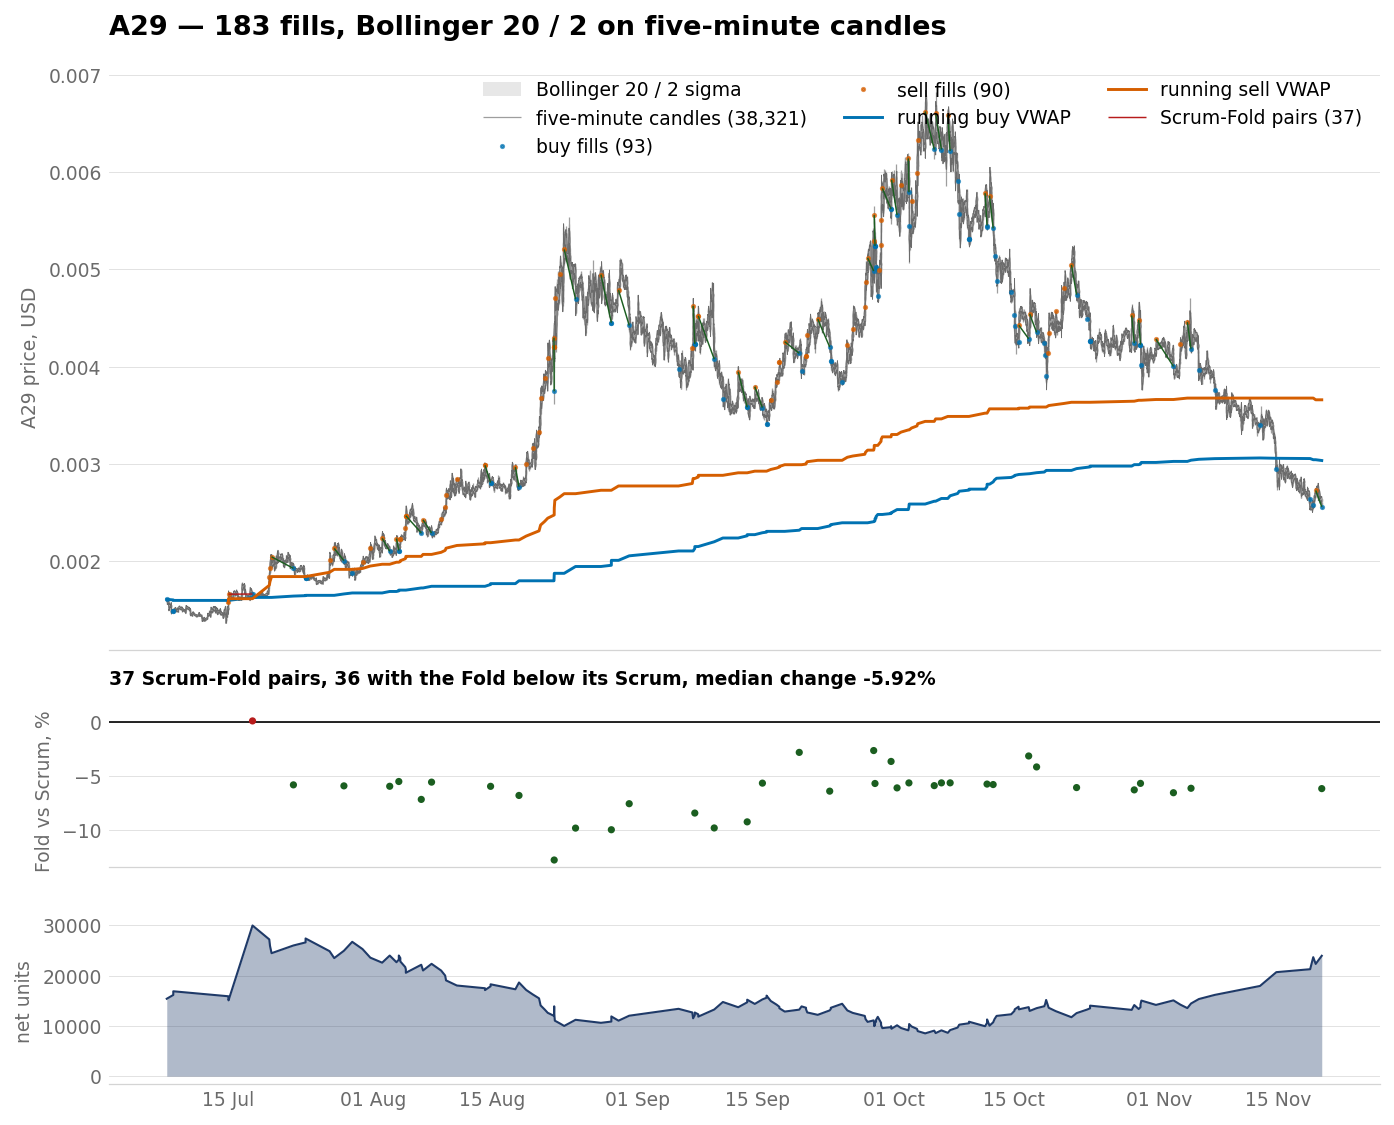 A29 — 183 fills, Bollinger 20 / 2 on five-minute candles
0.007
0.006
0.005
0.004
0.003
0.002
A29 price, USD
Bollinger 20 / 2 sigma
five-minute candles (38,321)
buy fills (93)
sell fills (90)
running buy VWAP
running sell VWAP
Scrum-Fold pairs (37)
37 Scrum-Fold pairs, 36 with the Fold below its Scrum, median change -5.92%
0
−5
−10
Fold vs Scrum, %
30000
20000
10000
0
net units
15 Jul
01 Aug
15 Aug
01 Sep
15 Sep
01 Oct
15 Oct
01 Nov
15 Nov